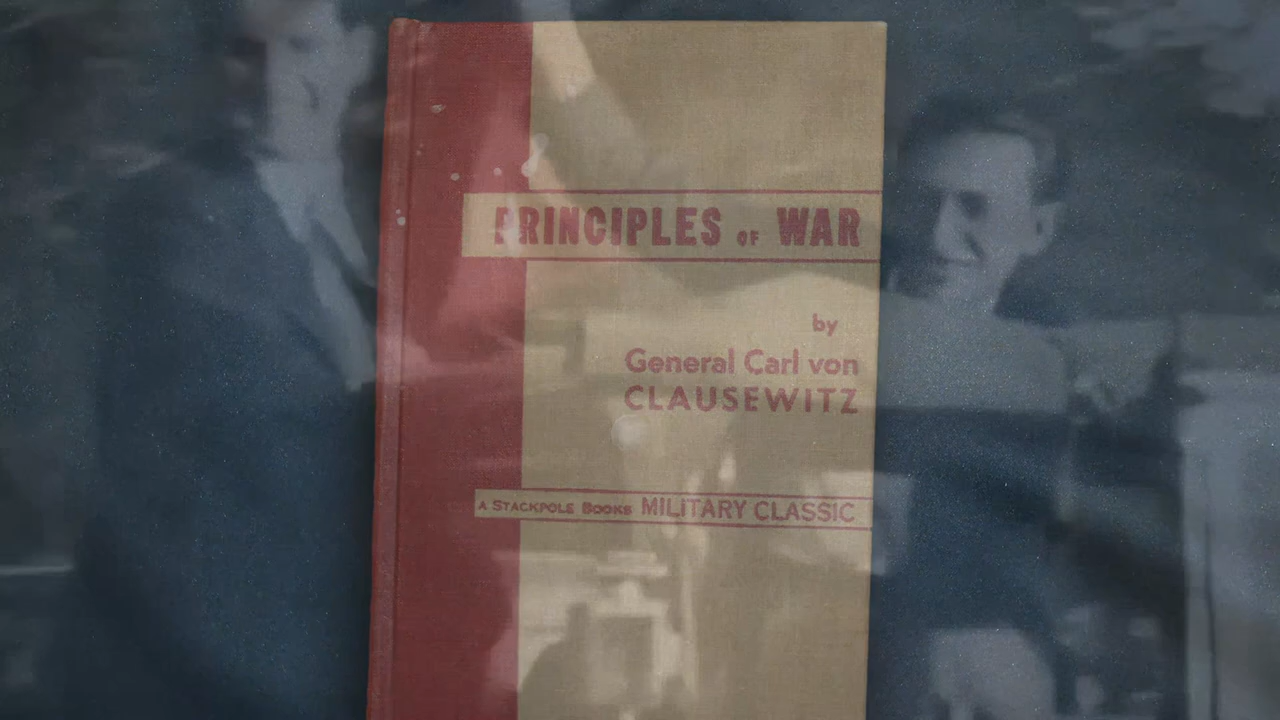 PRINCIPLES OF WAR
by
General Carl von
CLAUSEWITZ
A STACKPOLE BOOKS MILITARY CLASSIC